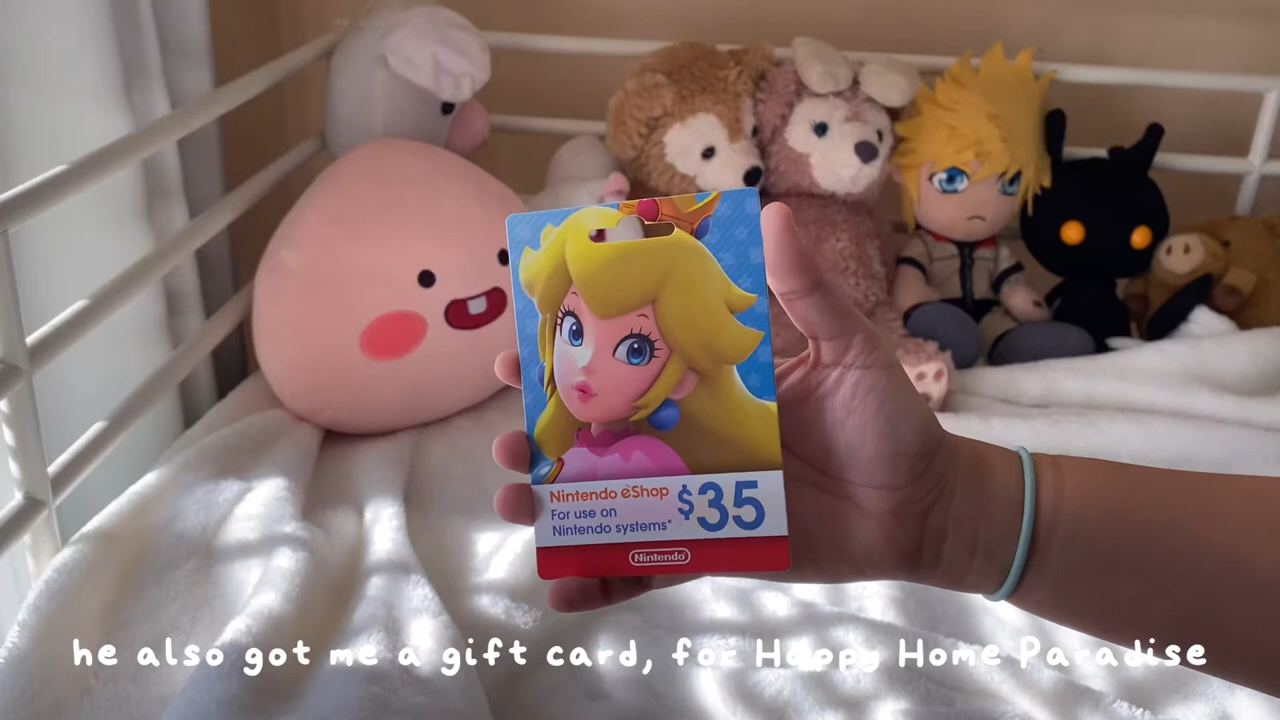 Nintendo eShop
For use on
Nintendo systems*
$35
Nintendo
he also got me a gift card, for Happy Home Paradise